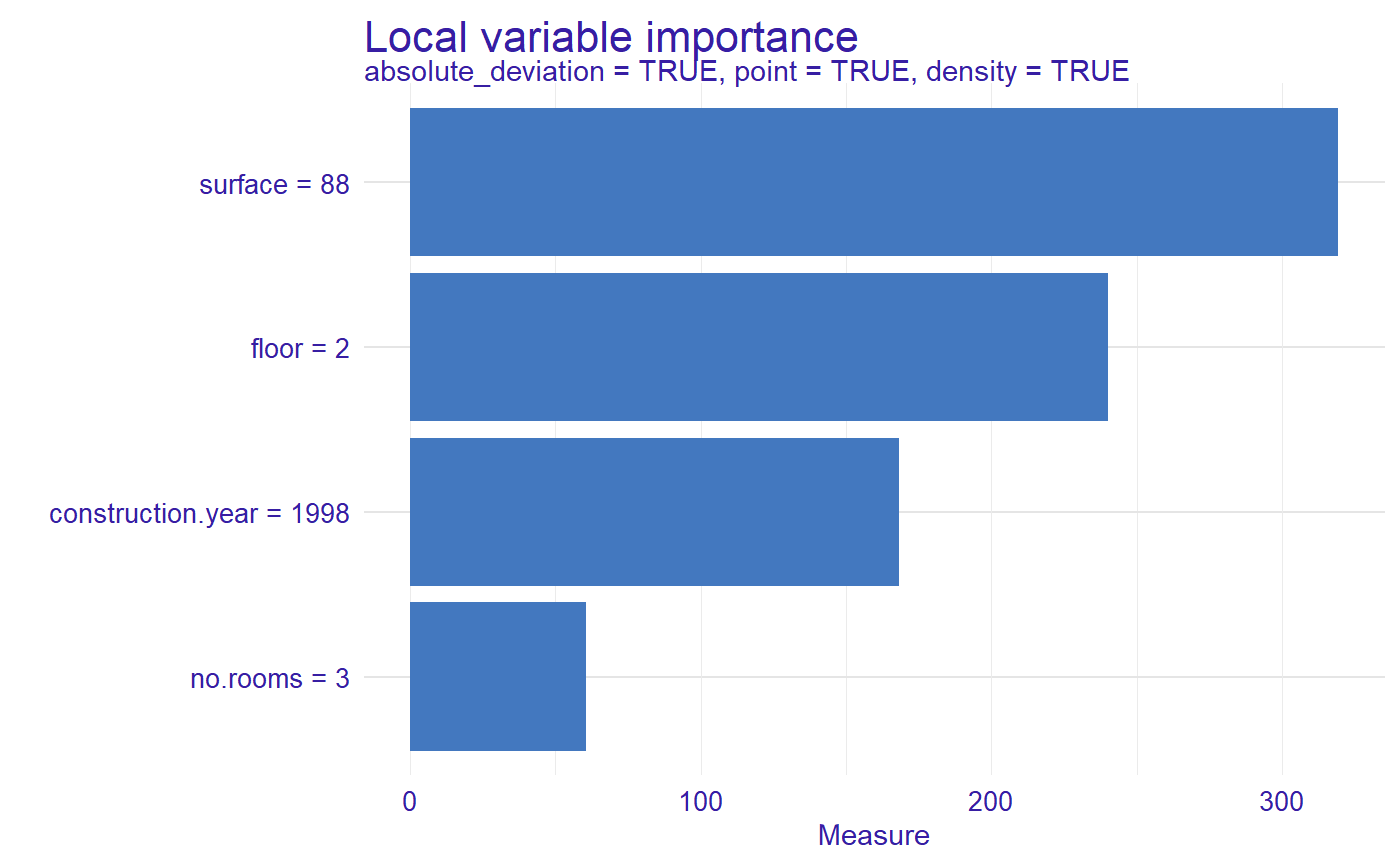 Local variable importance
absolute_deviation = TRUE, point = TRUE, density = TRUE
surface = 88
floor = 2
construction.year = 1998
no.rooms = 3
0 100 200 300
Measure